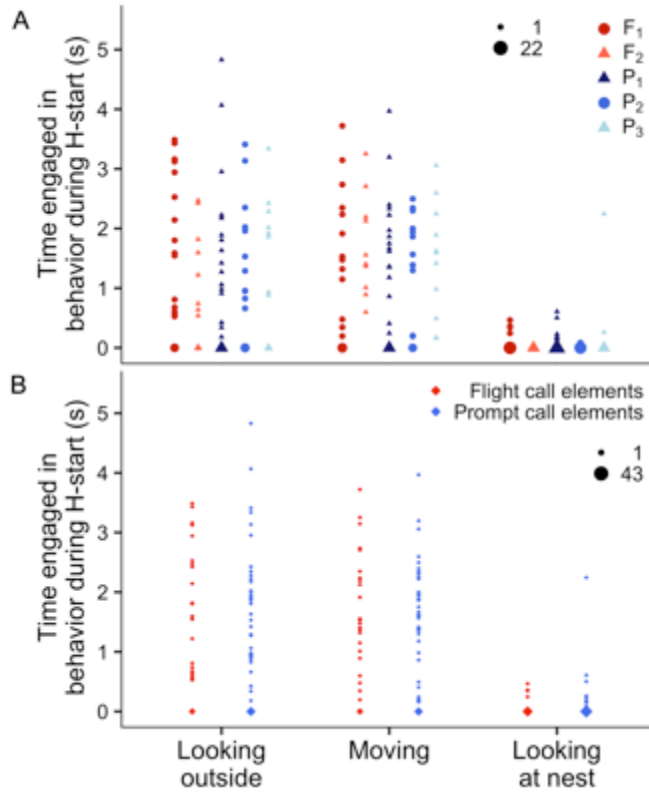 A
Time engaged in
behavior during H-start (s)
5
4
3
2
1
0
1
22
F₁
F₂
P₁
P₂
P₃
B
Time engaged in
behavior during H-start (s)
5
4
3
2
1
0
Flight call elements
Prompt call elements
1
43
Looking
outside
Moving
Looking
at nest